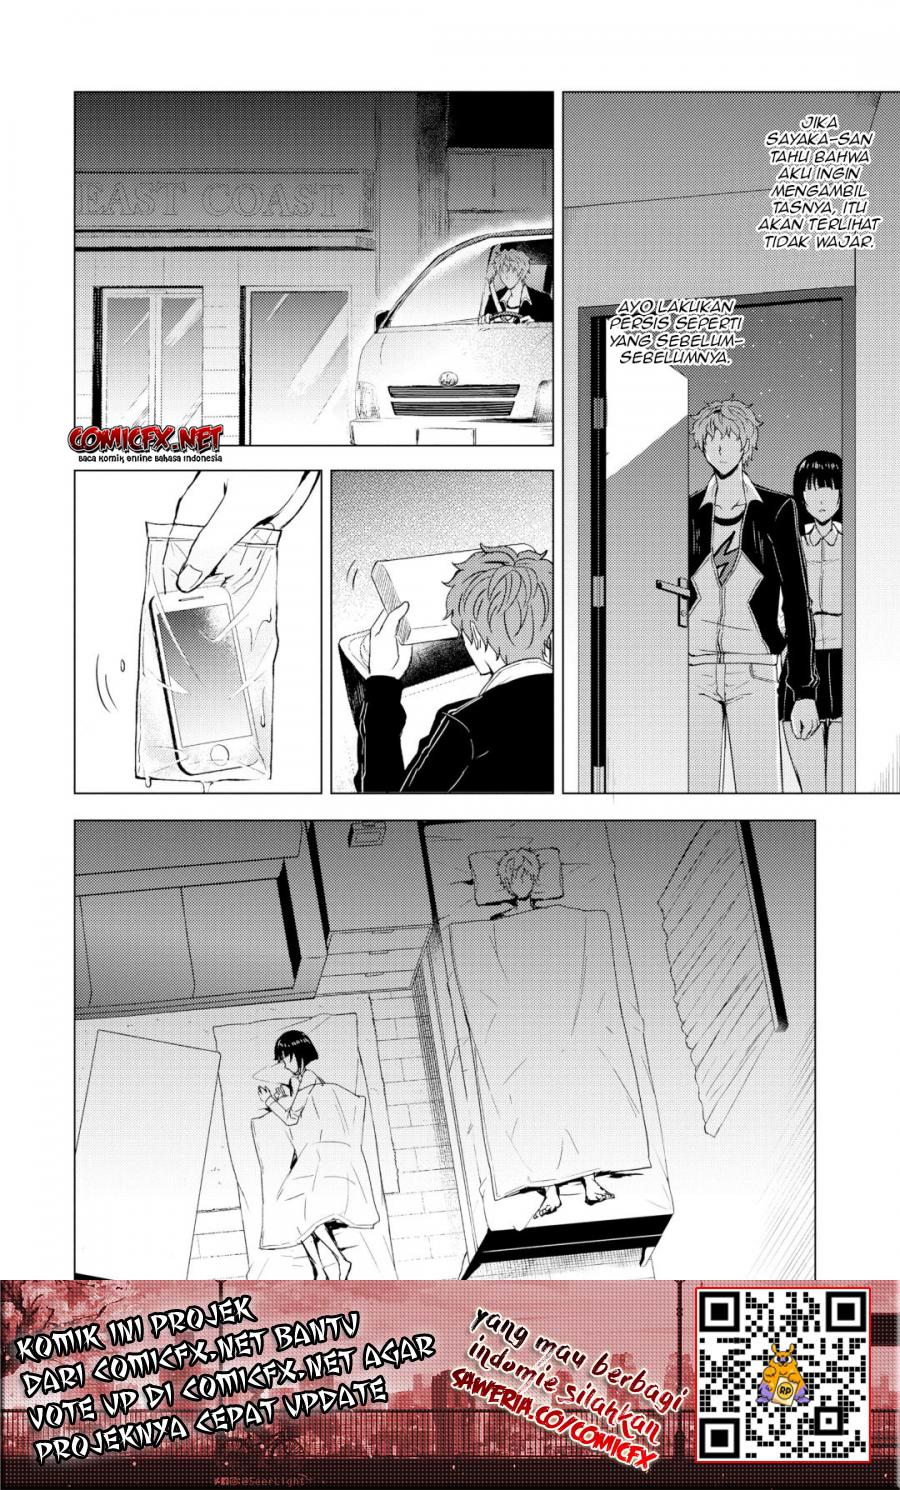 JIKA
SAYAKA-SAN
TAHU BAHWA
AKU INGIN
MENGAMBIL
TASNYA, ITU
AKAN TERLIHAT
TIDAK WAJAR.
AYO LAKUKAN
PERSIS SEPERTI
YANG SEBELUM-
SEBELUMNYA.
EAST COAST
COMICFX.NET
Baca Komik Online Bahasa Indonesia
KOMIK INI PROJEK
DARI COMICFX.NET BANTU
VOTE UP DI COMICFX.NET AGAR
PROJEKNYA CEPAT UPDATE
yang mau berbagi
indomie silahkan
SAWERIA.CO/COMICFX
RP
@seerlight